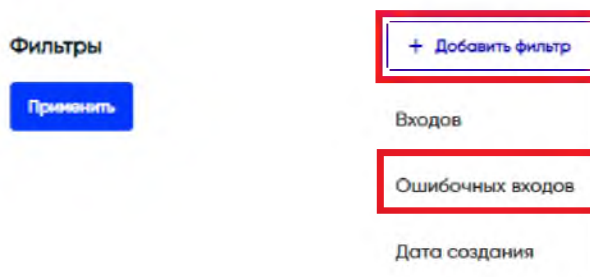 Фильтры
+ Добавить фильтр
Применить
Входов
Ошибочных входов
Дата создания